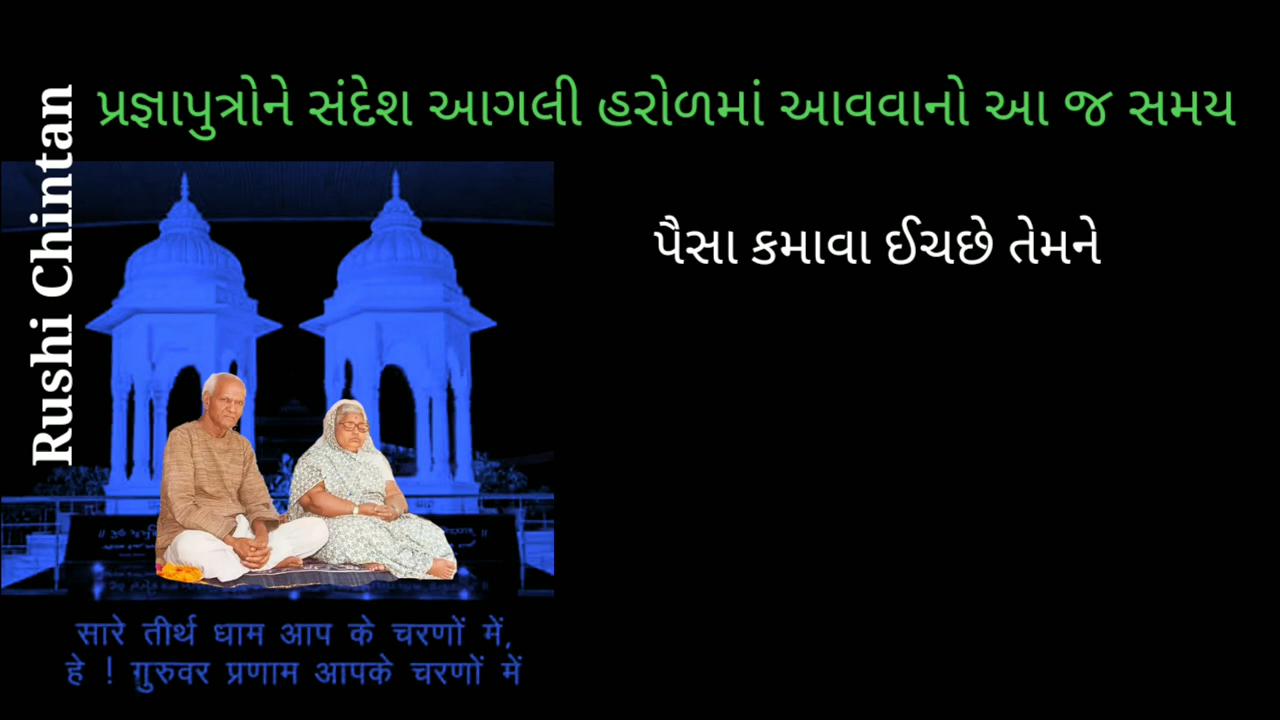 પ્રજ્ઞાપુત્રોને સંદેશ આગલી હરોળમાં આવવાનો આ જ સમય
Rushi Chintan
પૈસા કમાવા ઈચછે તેમને
सारे तीर्थ धाम आप के चरणों में,
हे ! गुरुवर प्रणाम आपके चरणों में